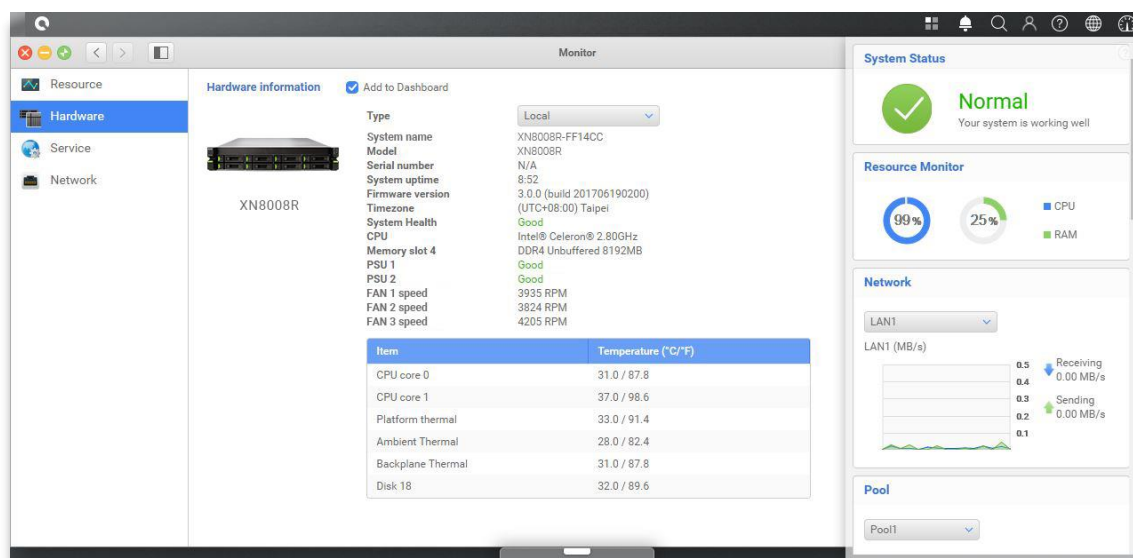 Monitor
Resource
Hardware
Service
Network
Hardware information
Add to Dashboard
XN8008R
Type Local
System name XN8008R-FF14CC
Model XN8008R
Serial number N/A
System uptime 8:52
Firmware version 3.0.0 (build 201706190200)
Timezone (UTC+08:00) Taipei
System Health Good
CPU Intel® Celeron® 2.80GHz
Memory slot 4 DDR4 Unbuffered 8192MB
PSU 1 Good
PSU 2 Good
FAN 1 speed 3935 RPM
FAN 2 speed 3824 RPM
FAN 3 speed 4205 RPM
Item Temperature (°C/°F)
CPU core 0 31.0 / 87.8
CPU core 1 37.0 / 98.6
Platform thermal 33.0 / 91.4
Ambient Thermal 28.0 / 82.4
Backplane Thermal 31.0 / 87.8
Disk 18 32.0 / 89.6
System Status
Normal
Your system is working well
Resource Monitor
99%
25%
CPU
RAM
Network
LAN1
LAN1 (MB/s)
0.5
0.4
0.3
0.2
0.1
Receiving
0.00 MB/s
Sending
0.00 MB/s
Pool
Pool1